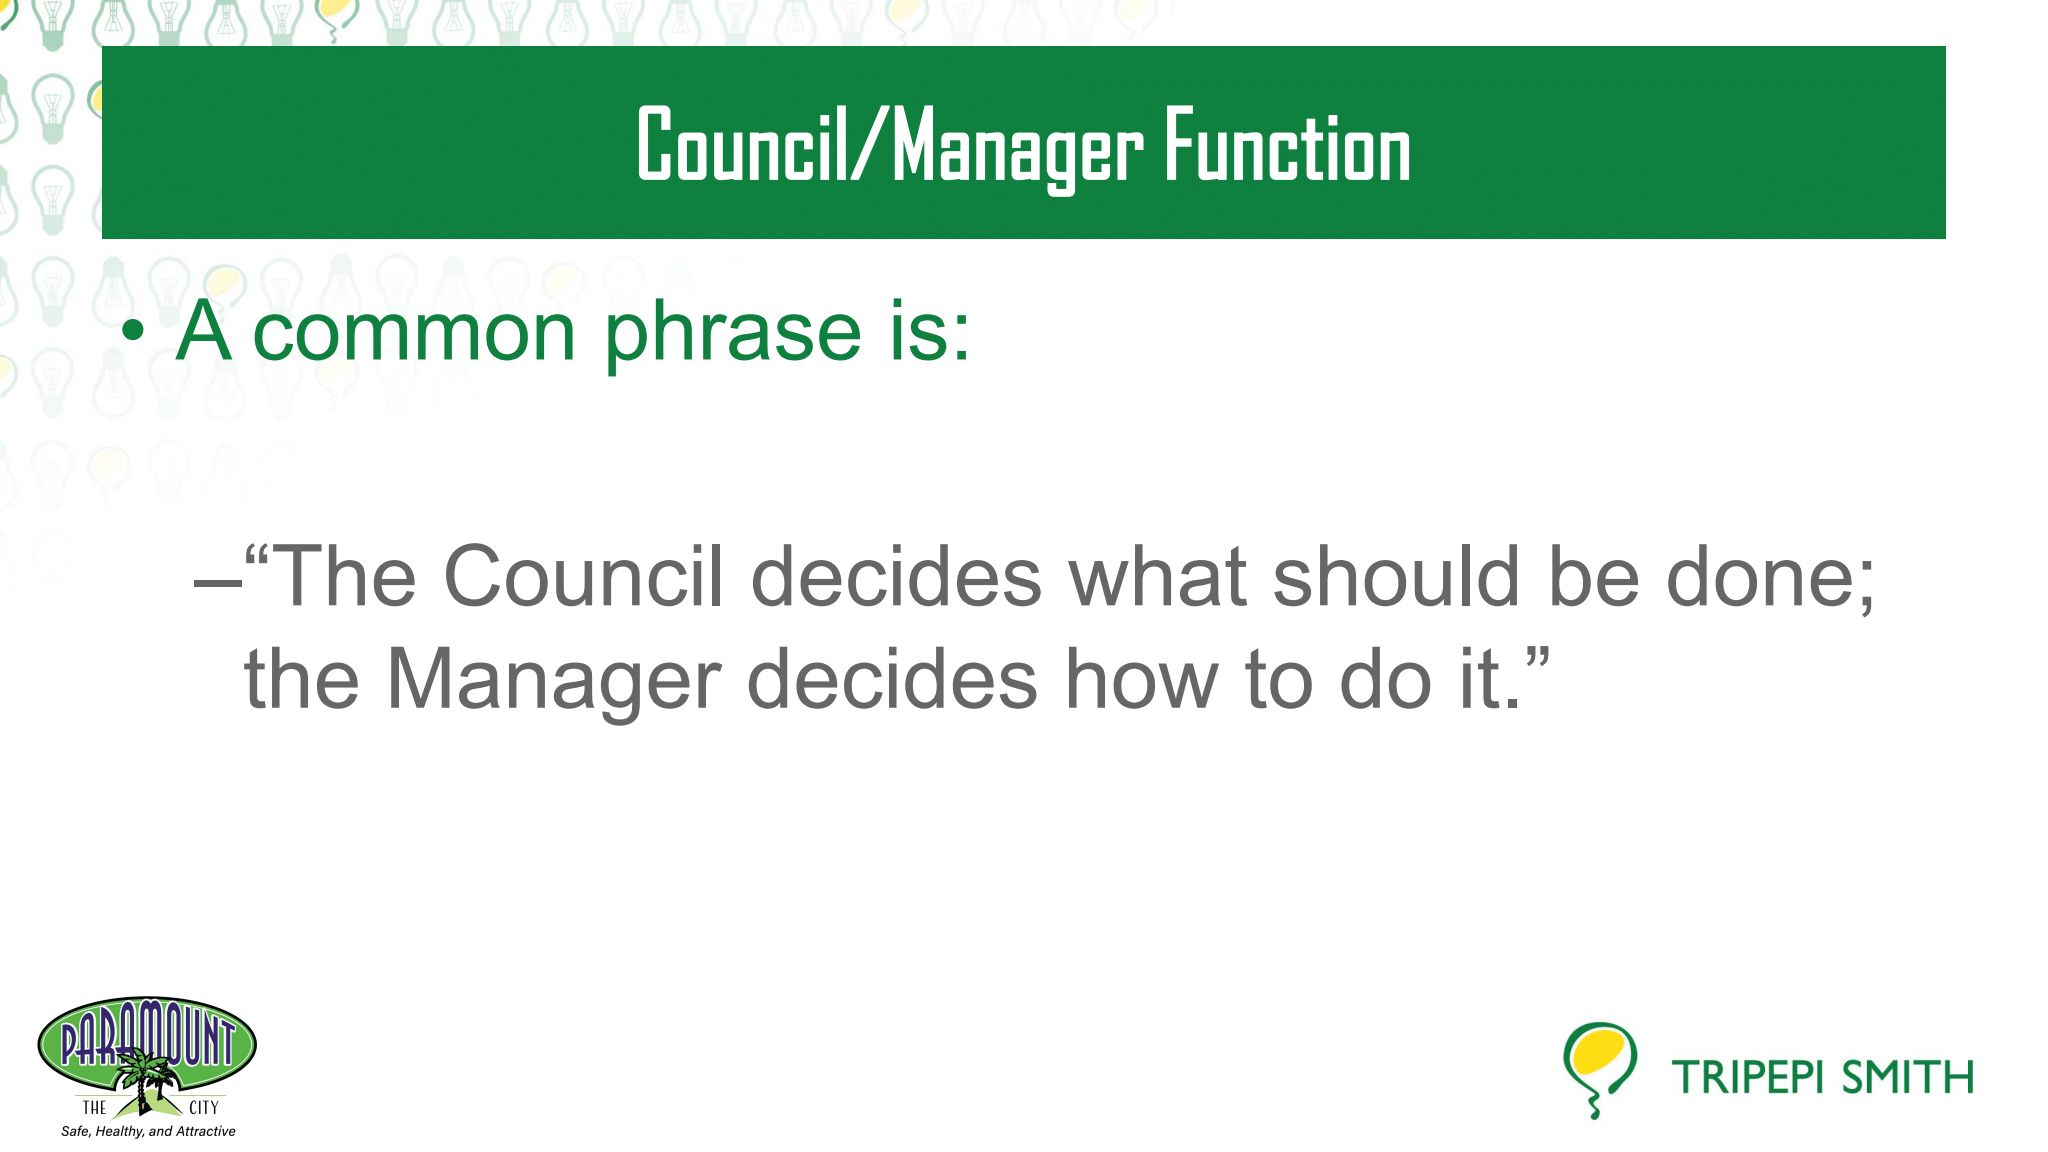 Council/Manager Function
• A common phrase is:
–“The Council decides what should be done;
the Manager decides how to do it.”
PARAMOUNT
THE CITY
Safe, Healthy, and Attractive
TRIPEPI SMITH